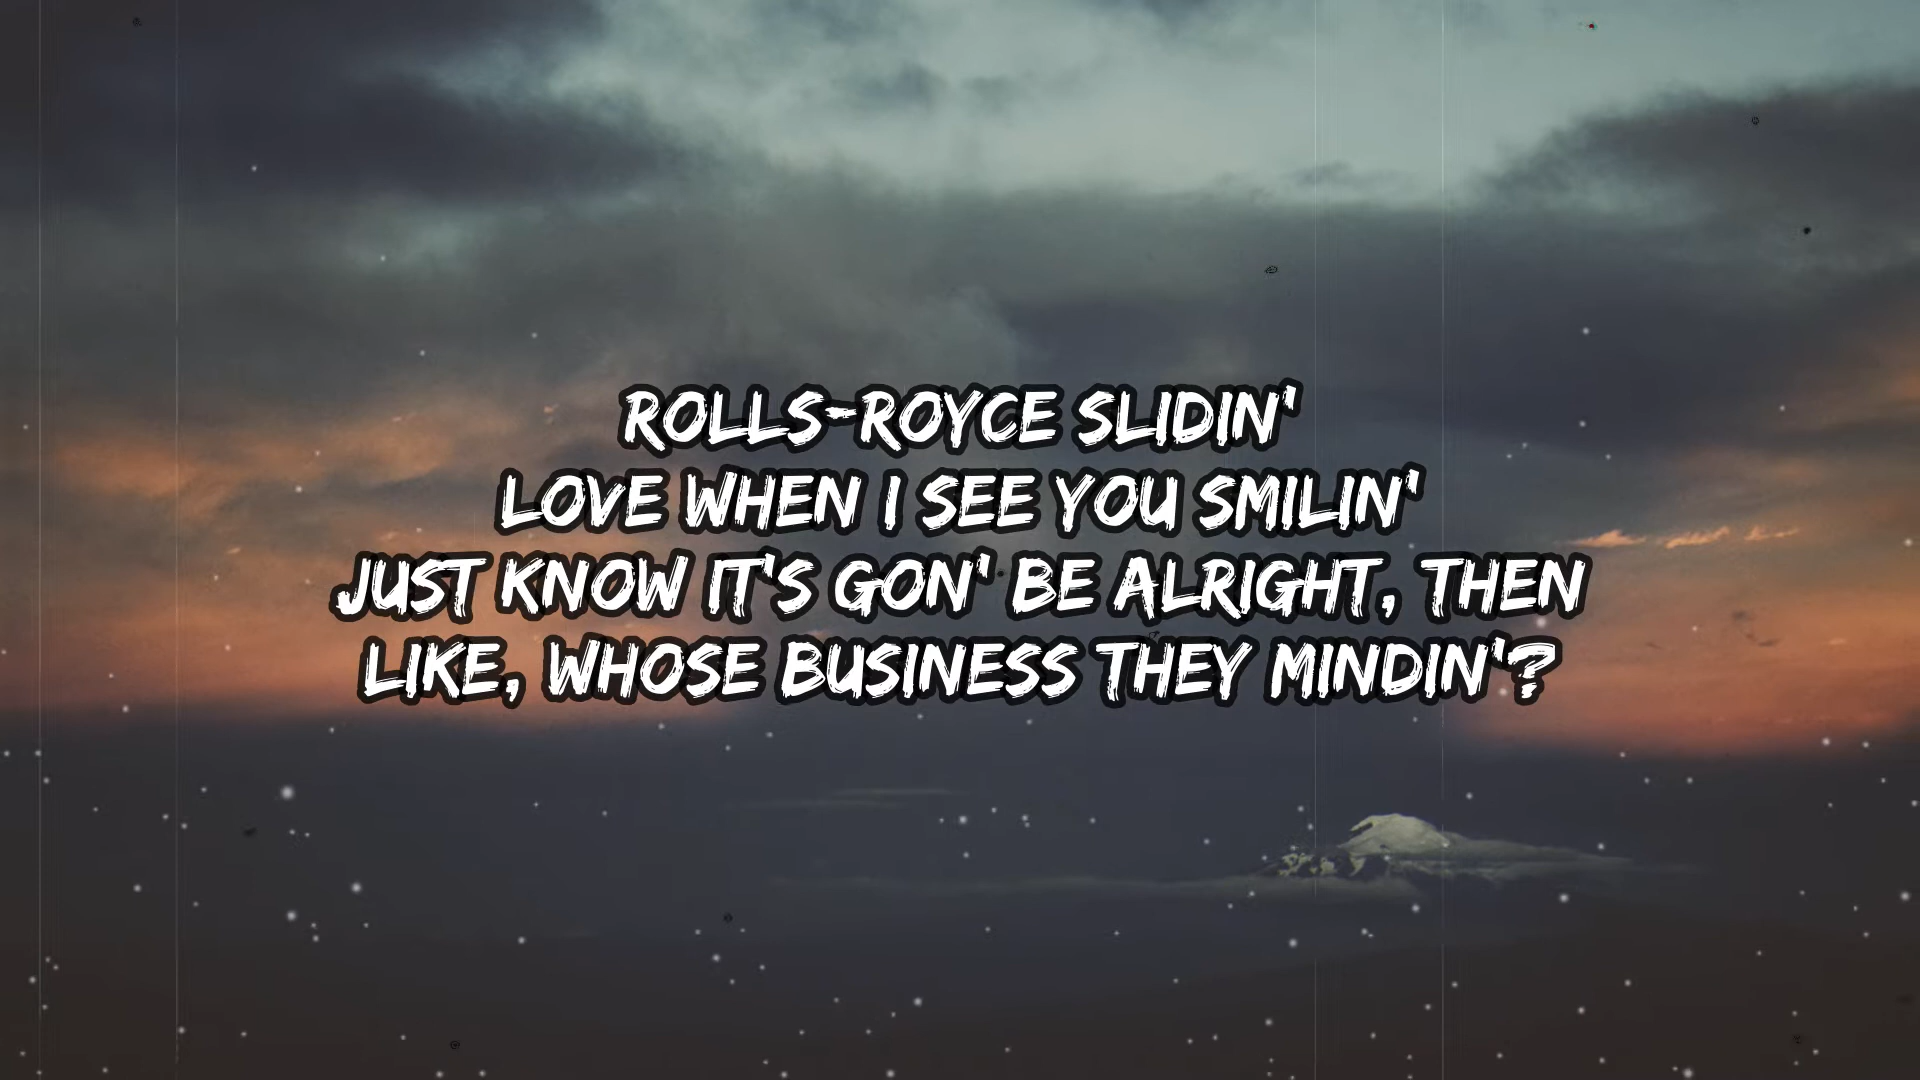 ROLLS-ROYCE SLIDIN'
LOVE WHEN I SEE YOU SMILIN'
JUST KNOW IT'S GON' BE ALRIGHT, THEN
LIKE, WHOSE BUSINESS THEY MINDIN'?